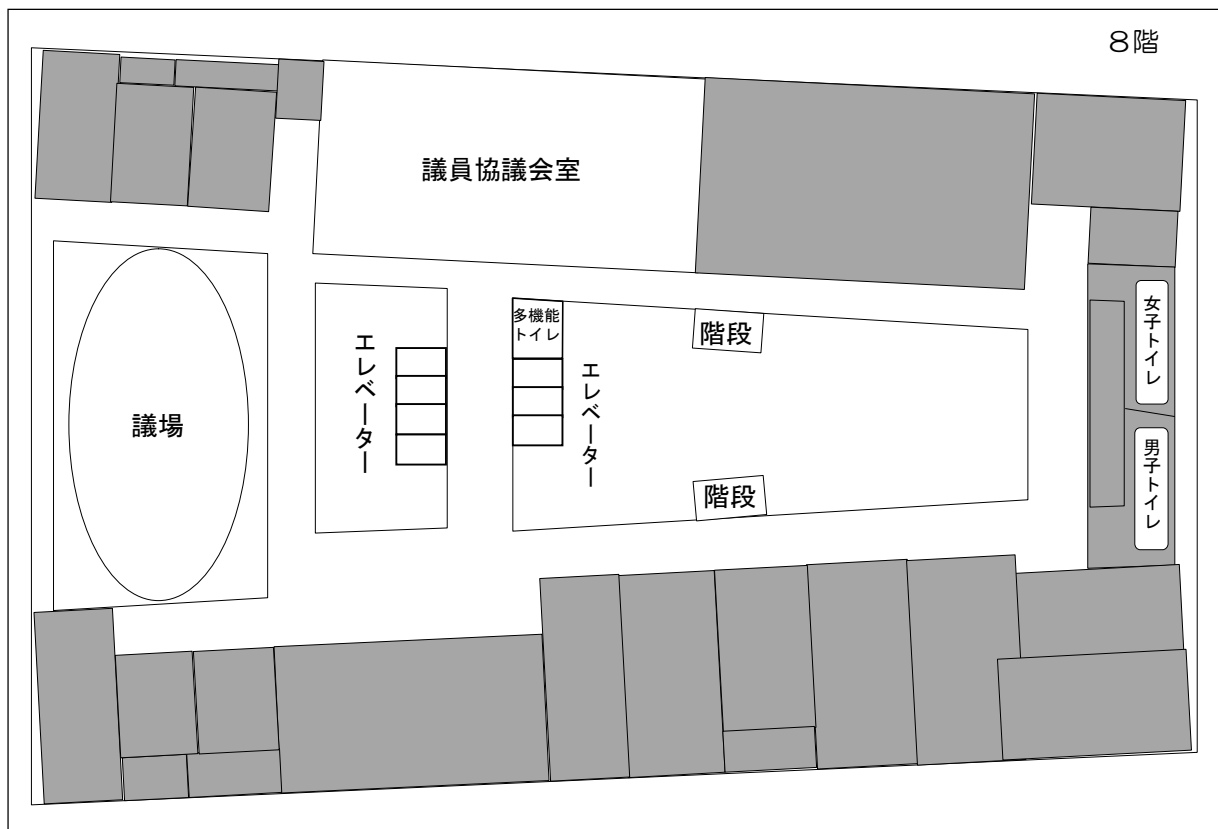 8階
議員協議会室
多機能
トイレ
階段
エレベーター
エレベーター
議場
階段
女子トイレ
男子トイレ